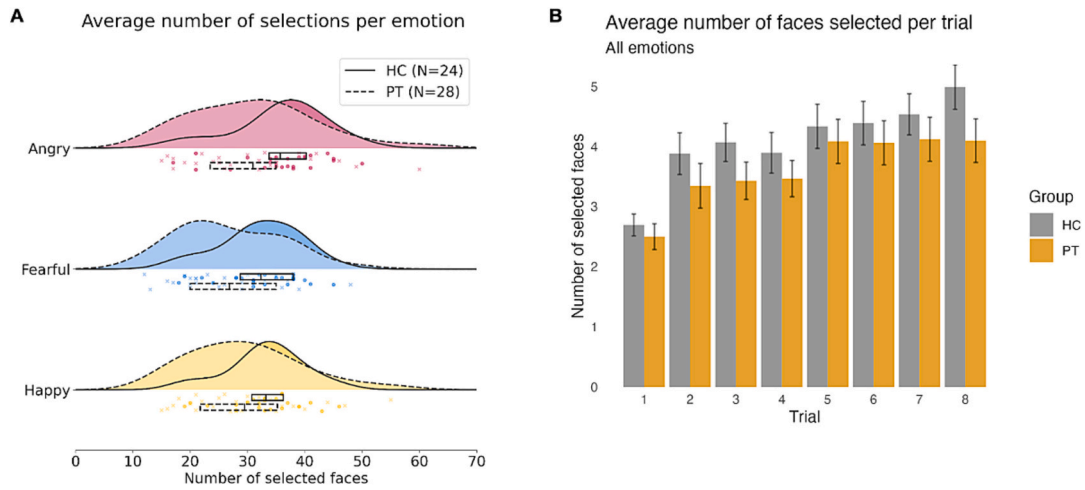 A
Average number of selections per emotion
HC (N=24)
PT (N=28)
Angry
Fearful
Happy
0 10 20 30 40 50 60 70
Number of selected faces
B
Average number of faces selected per trial
All emotions
Number of selected faces
5
4
3
2
1
0
1 2 3 4 5 6 7 8
Trial
Group
HC
PT